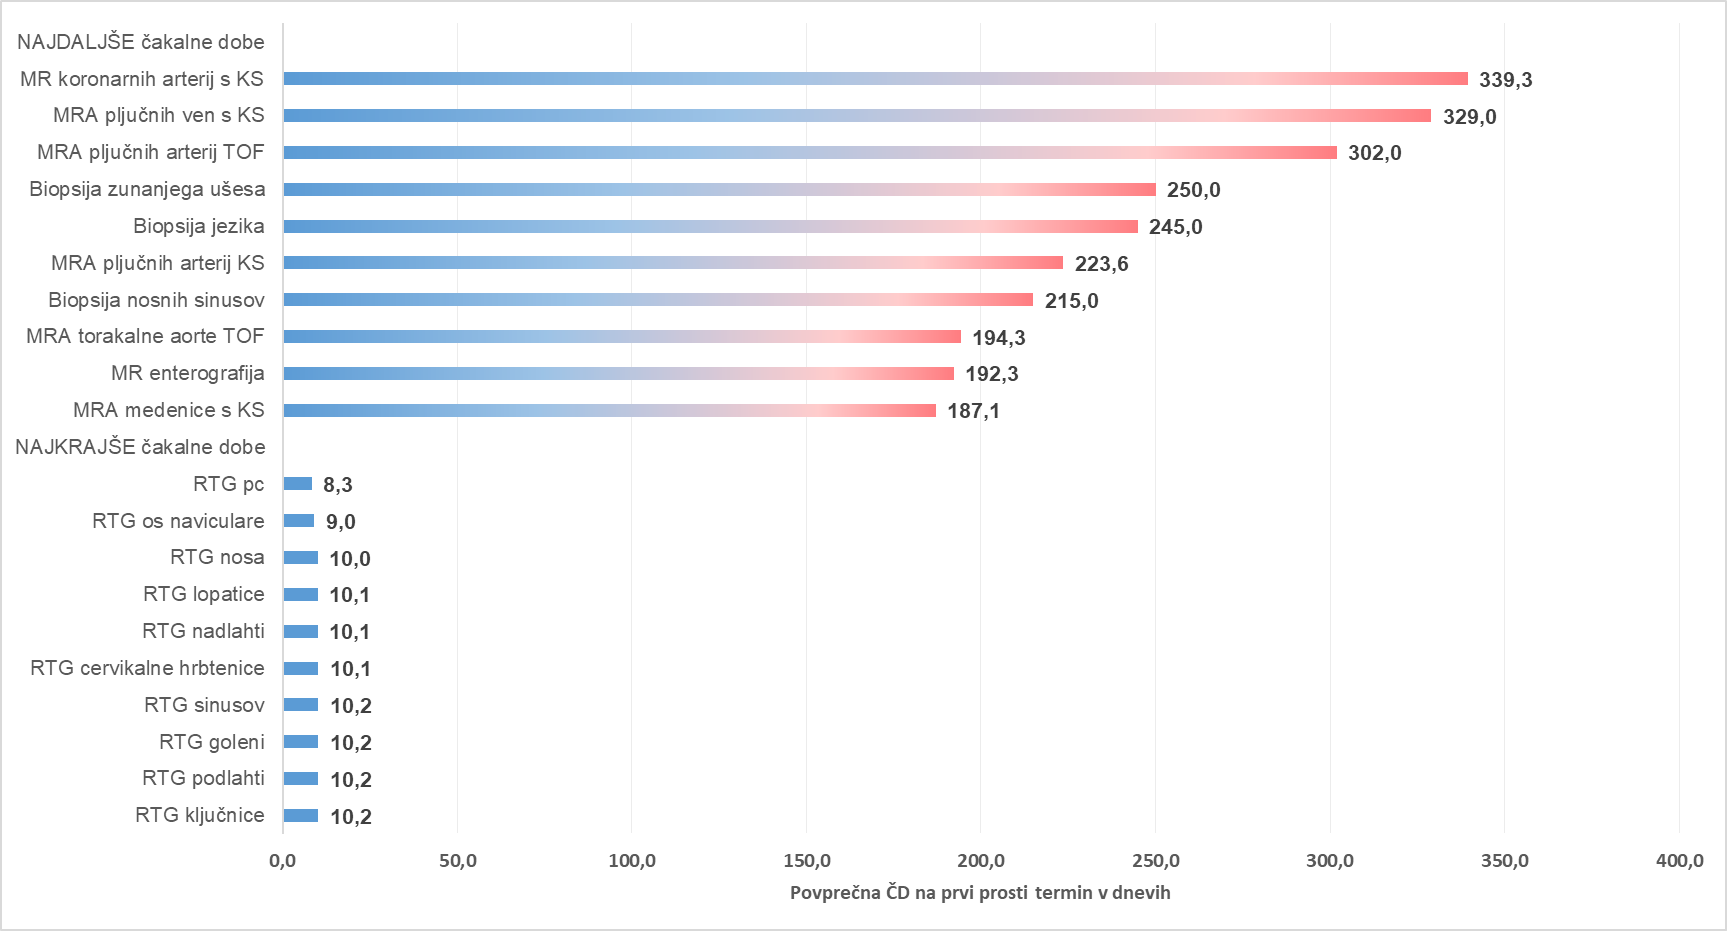 NAJDALJŠE čakalne dobe
MR koronarnih arterij s KS 339,3
MRA pljučnih ven s KS 329,0
MRA pljučnih arterij TOF 302,0
Biopsija zunanjega ušesa 250,0
Biopsija jezika 245,0
MRA pljučnih arterij KS 223,6
Biopsija nosnih sinusov 215,0
MRA torakalne aorte TOF 194,3
MR enterografija 192,3
MRA medenice s KS 187,1
NAJKRAJŠE čakalne dobe
RTG pc 8,3
RTG os naviculare 9,0
RTG nosa 10,0
RTG lopatice 10,1
RTG nadlahti 10,1
RTG cervikalne hrbtenice 10,1
RTG sinusov 10,2
RTG goleni 10,2
RTG podlahti 10,2
RTG ključnice 10,2
0,0 50,0 100,0 150,0 200,0 250,0 300,0 350,0 400,0
Povprečna ČD na prvi prosti termin v dnevih